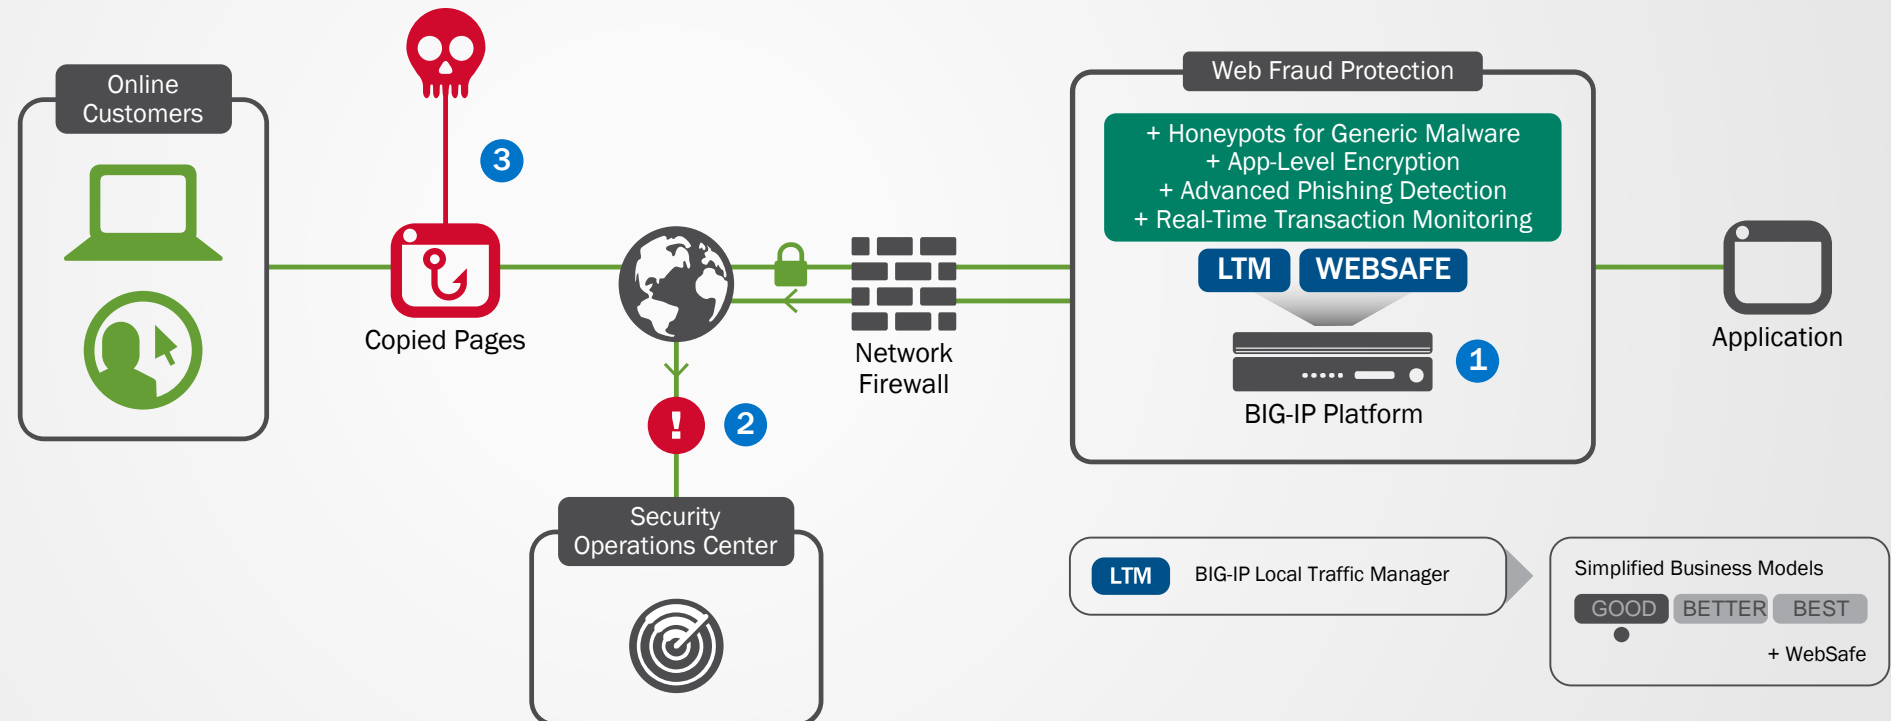 Online
Customers
3
Copied Pages
!
2
Security
Operations Center
Network
Firewall
Web Fraud Protection
+ Honeypots for Generic Malware
+ App-Level Encryption
+ Advanced Phishing Detection
+ Real-Time Transaction Monitoring
LTM WEBSAFE
1
BIG-IP Platform
Application
LTM BIG-IP Local Traffic Manager
Simplified Business Models
GOOD BETTER BEST
+ WebSafe